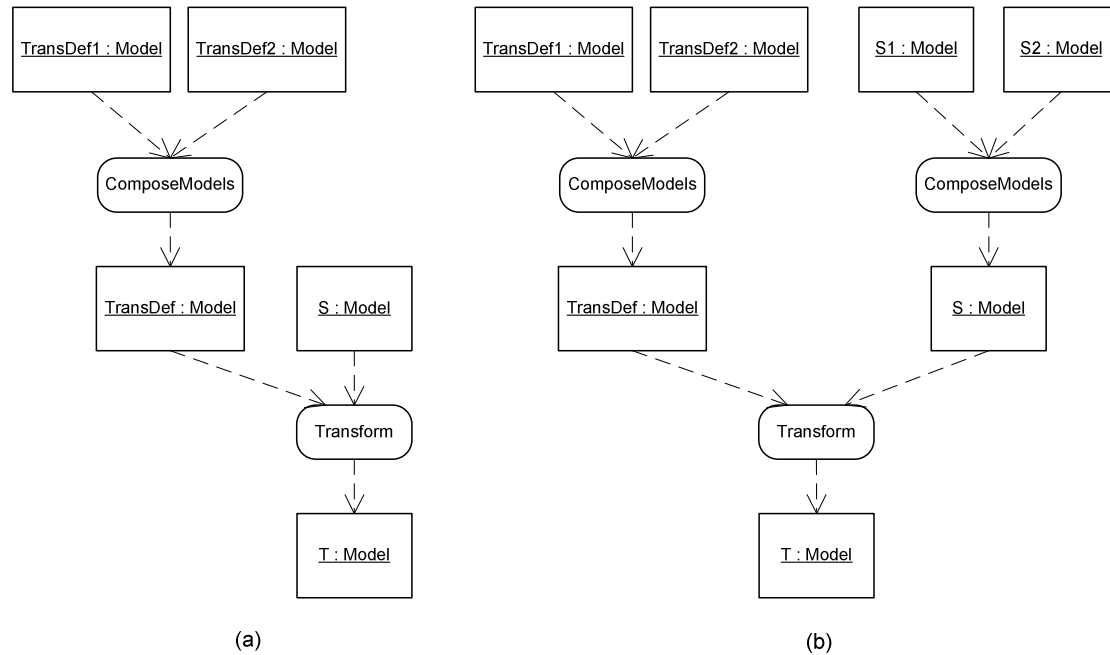 TransDef1 : Model
TransDef2 : Model
ComposeModels
TransDef : Model
S : Model
Transform
T : Model
(a)
TransDef1 : Model
TransDef2 : Model
S1 : Model
S2 : Model
ComposeModels
ComposeModels
TransDef : Model
S : Model
Transform
T : Model
(b)